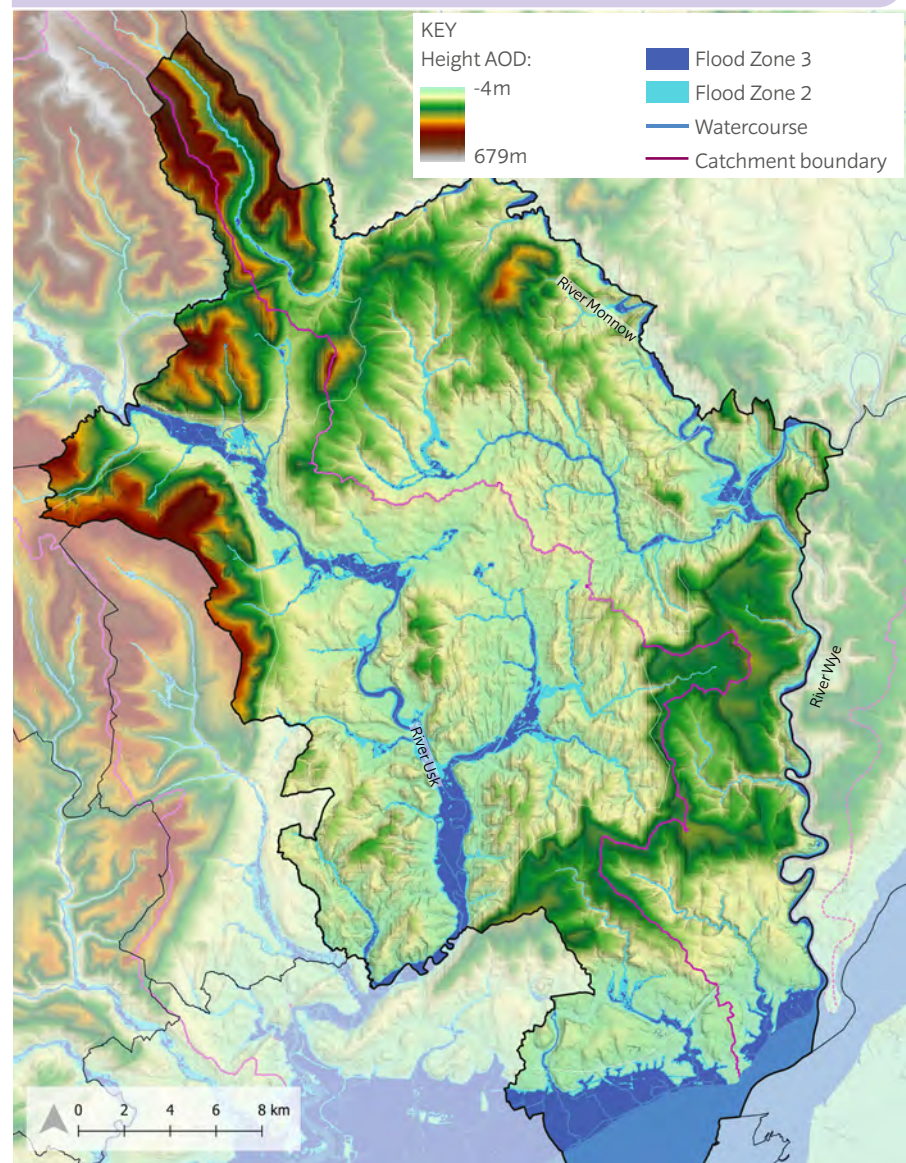 KEY
Height AOD:
-4m
679m
Flood Zone 3
Flood Zone 2
Watercourse
Catchment boundary
River Monnow
River Wye
River Usk
0 2 4 6 8 km